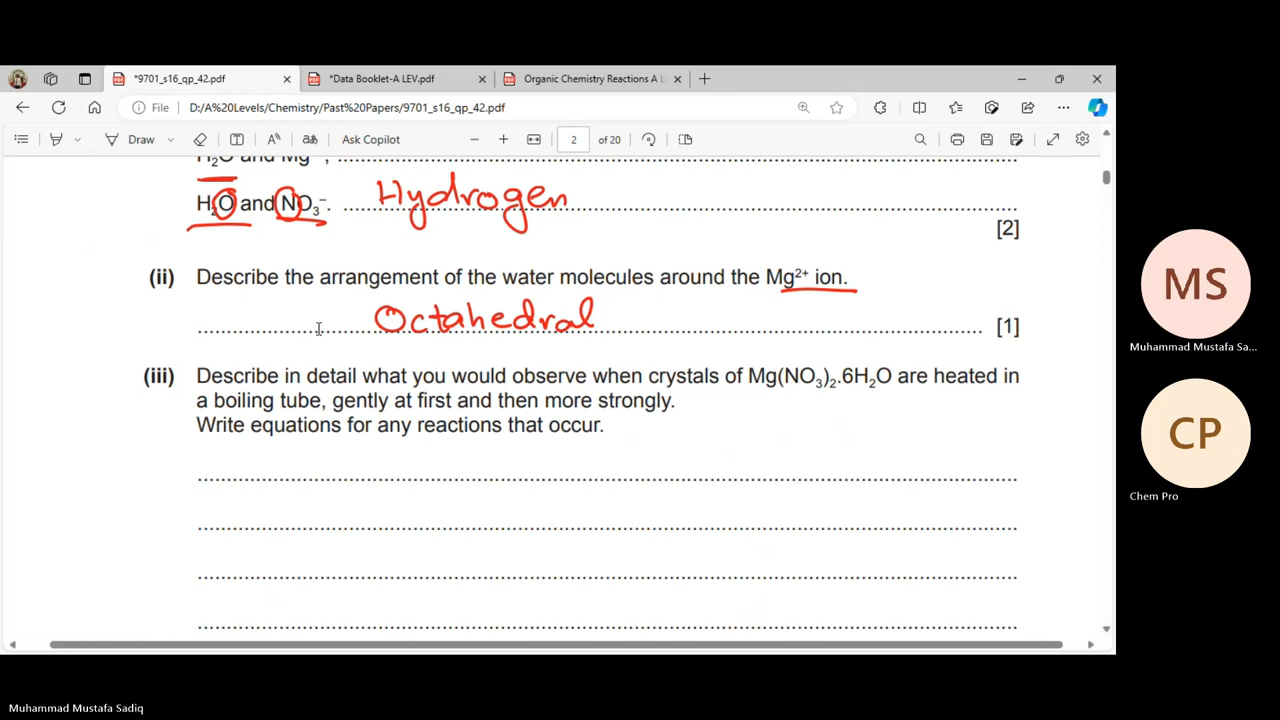 *9701_s16_qp_42.pdf
*Data Booklet-A LEV.pdf
Organic Chemistry Reactions A L
File
D:/A%20Levels/Chemistry/Past%20Papers/9701_s16_qp_42.pdf
Draw
Ask Copilot
2
of 20
H₂O and Mg
H₂O and NO₃⁻. Hydrogen
[2]
(ii) Describe the arrangement of the water molecules around the Mg²⁺ ion.
Octahedral [1]
(iii) Describe in detail what you would observe when crystals of Mg(NO₃)₂.6H₂O are heated in
a boiling tube, gently at first and then more strongly.
Write equations for any reactions that occur.
MS
Muhammad Mustafa Sa...
CP
Chem Pro
Muhammad Mustafa Sadiq